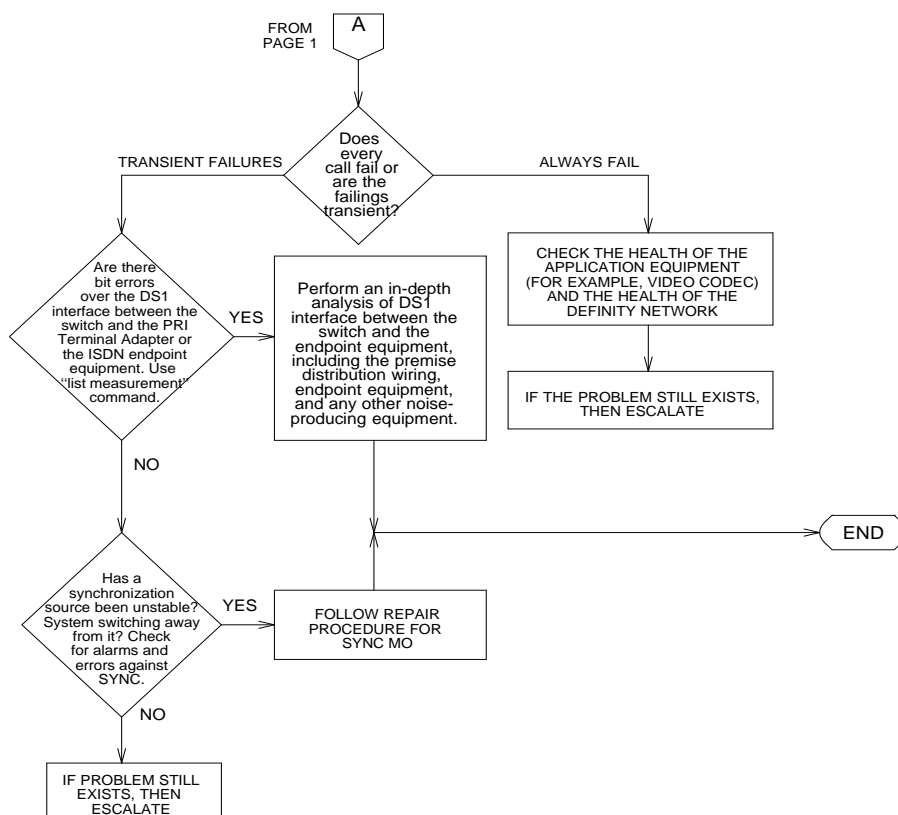 FROM
PAGE 1
A
Does
every
call fail or
are the
failings
transient?
TRANSIENT FAILURES
ALWAYS FAIL
Are there
bit errors
over the DS1
interface between the
switch and the PRI
Terminal Adapter or
the ISDN endpoint
equipment. Use
“list measurement”
command.
YES
Perform an in-depth
analysis of DS1
interface between the
switch and the
endpoint equipment,
including the premise
distribution wiring,
endpoint equipment,
and any other noise-
producing equipment.
CHECK THE HEALTH OF THE
APPLICATION EQUIPMENT
(FOR EXAMPLE, VIDEO CODEC)
AND THE HEALTH OF THE
DEFINITY NETWORK
IF THE PROBLEM STILL EXISTS,
THEN ESCALATE
NO
END
Has a
synchronization
source been unstable?
System switching away
from it? Check
for alarms and
errors against
SYNC.
YES
FOLLOW REPAIR
PROCEDURE FOR
SYNC MO
NO
IF PROBLEM STILL
EXISTS, THEN
ESCALATE